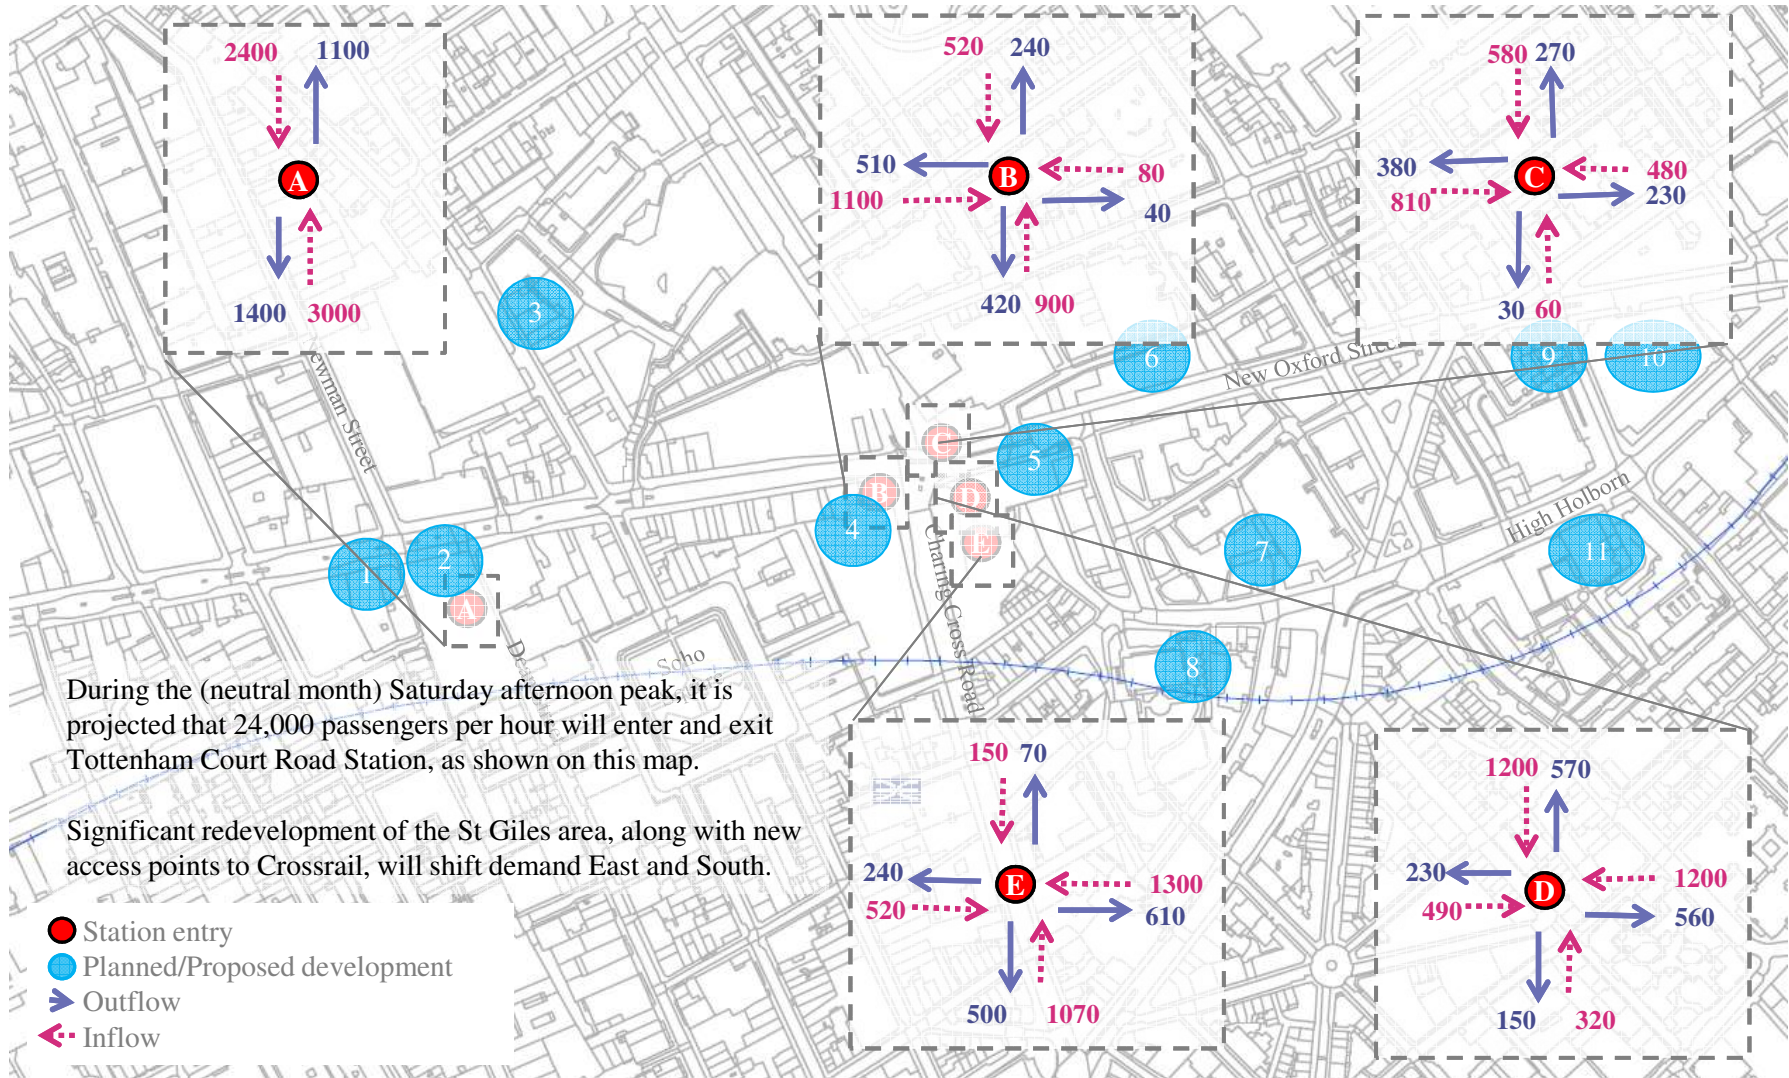 2400 1100
A
1400 3000
520 240
510
B
80
1100
40
420 900
580 270
380
C
480
810
230
30 60
3
6
9
10
New Oxford Street
Newman Street
C
5
B
D
4
E
High Holborn
7
11
1
2
A
Charing Cross Road
Soho
8
During the (neutral month) Saturday afternoon peak, it is
projected that 24,000 passengers per hour will enter and exit
Tottenham Court Road Station, as shown on this map.
Significant redevelopment of the St Giles area, along with new
access points to Crossrail, will shift demand East and South.
Station entry
Planned/Proposed development
Outflow
Inflow
150 70
240
E
1300
520
610
500 1070
1200 570
230
D
1200
490
560
150 320